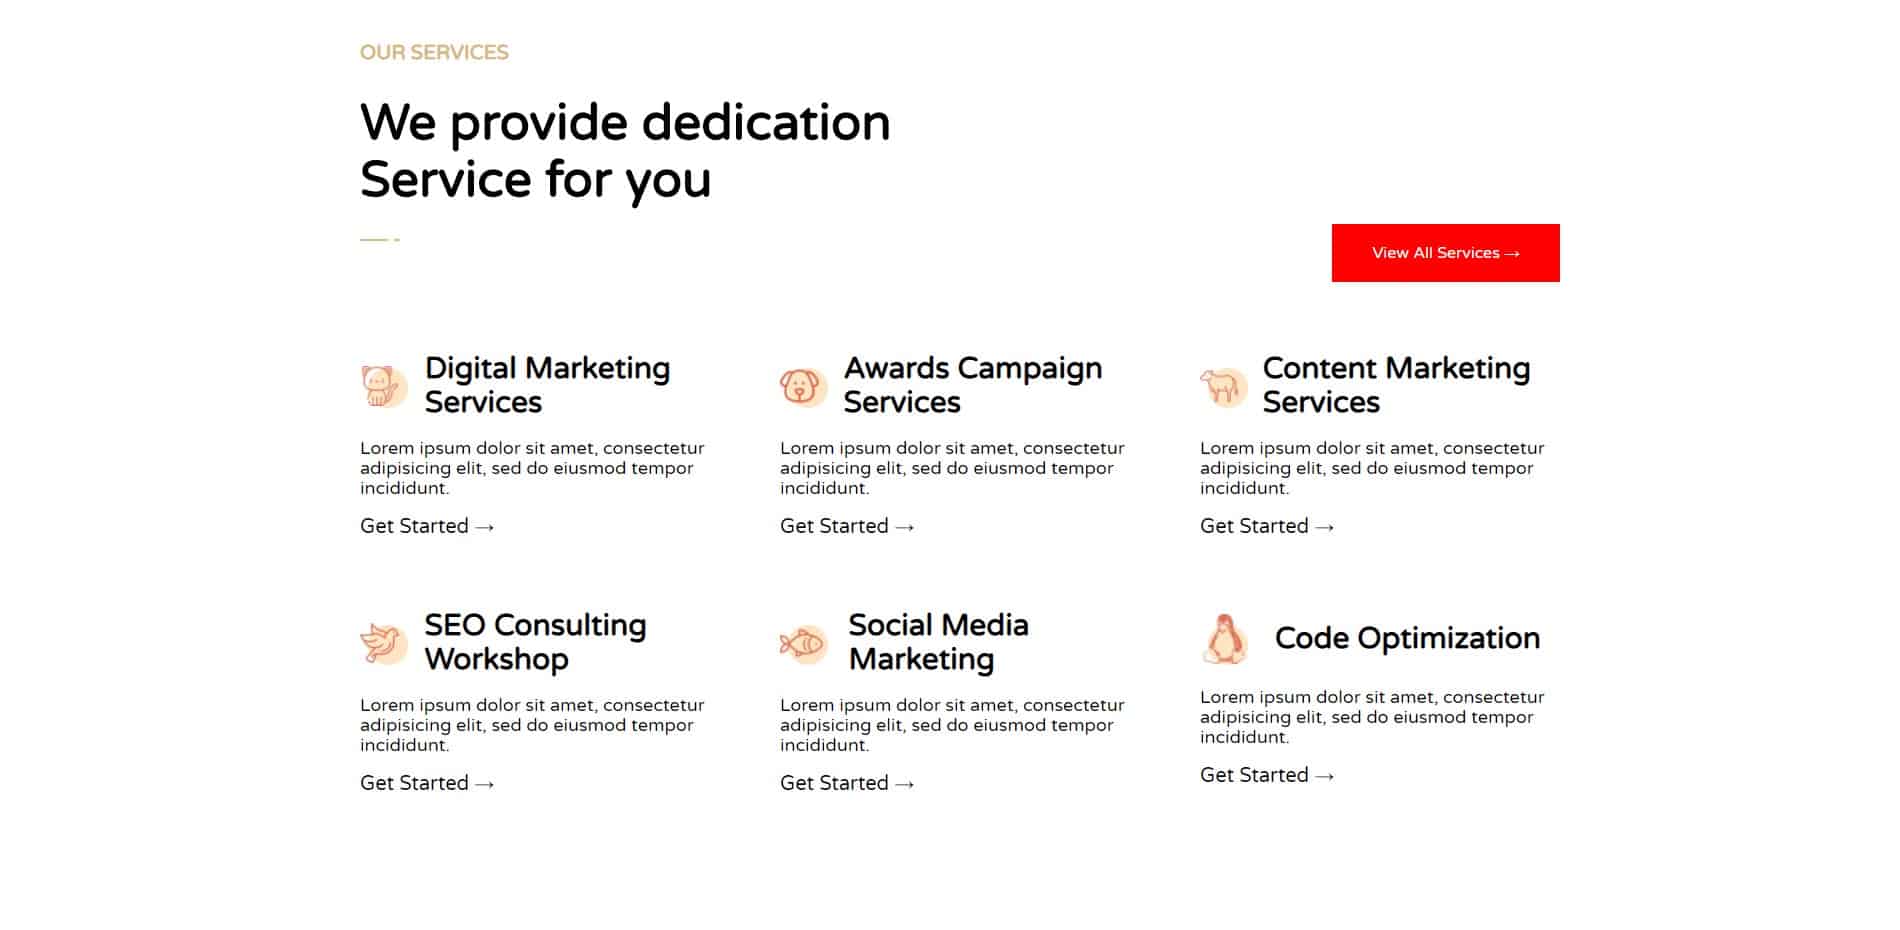 OUR SERVICES
We provide dedication
Service for you
View All Services →
Digital Marketing
Services
Lorem ipsum dolor sit amet, consectetur
adipisicing elit, sed do eiusmod tempor
incididunt.
Get Started →
Awards Campaign
Services
Lorem ipsum dolor sit amet, consectetur
adipisicing elit, sed do eiusmod tempor
incididunt.
Get Started →
Content Marketing
Services
Lorem ipsum dolor sit amet, consectetur
adipisicing elit, sed do eiusmod tempor
incididunt.
Get Started →
SEO Consulting
Workshop
Lorem ipsum dolor sit amet, consectetur
adipisicing elit, sed do eiusmod tempor
incididunt.
Get Started →
Social Media
Marketing
Lorem ipsum dolor sit amet, consectetur
adipisicing elit, sed do eiusmod tempor
incididunt.
Get Started →
Code Optimization
Lorem ipsum dolor sit amet, consectetur
adipisicing elit, sed do eiusmod tempor
incididunt.
Get Started →